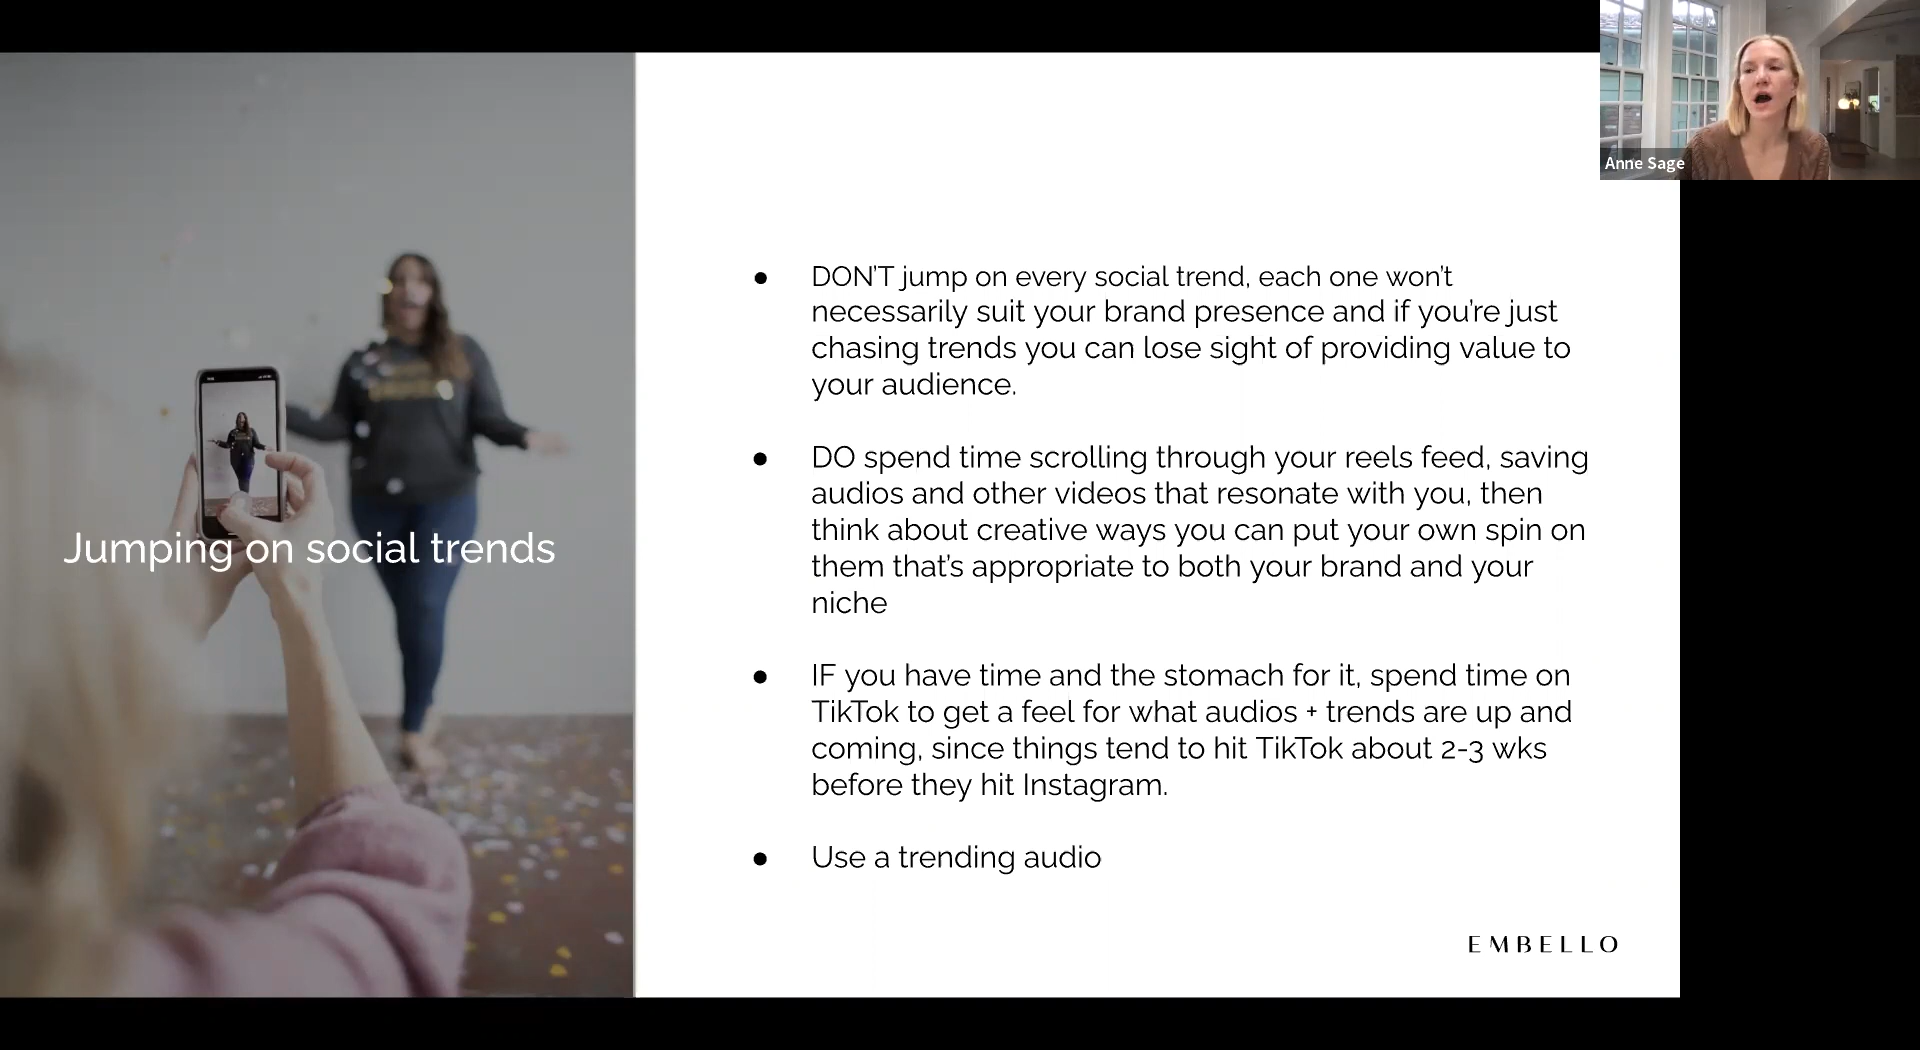 Anne Sage
Jumping on social trends
● DON'T jump on every social trend, each one won't
necessarily suit your brand presence and if you're just
chasing trends you can lose sight of providing value to
your audience.
● DO spend time scrolling through your reels feed, saving
audios and other videos that resonate with you, then
think about creative ways you can put your own spin on
them that's appropriate to both your brand and your
niche
● IF you have time and the stomach for it, spend time on
TikTok to get a feel for what audios + trends are up and
coming, since things tend to hit TikTok about 2-3 wks
before they hit Instagram.
● Use a trending audio
EMBELLO